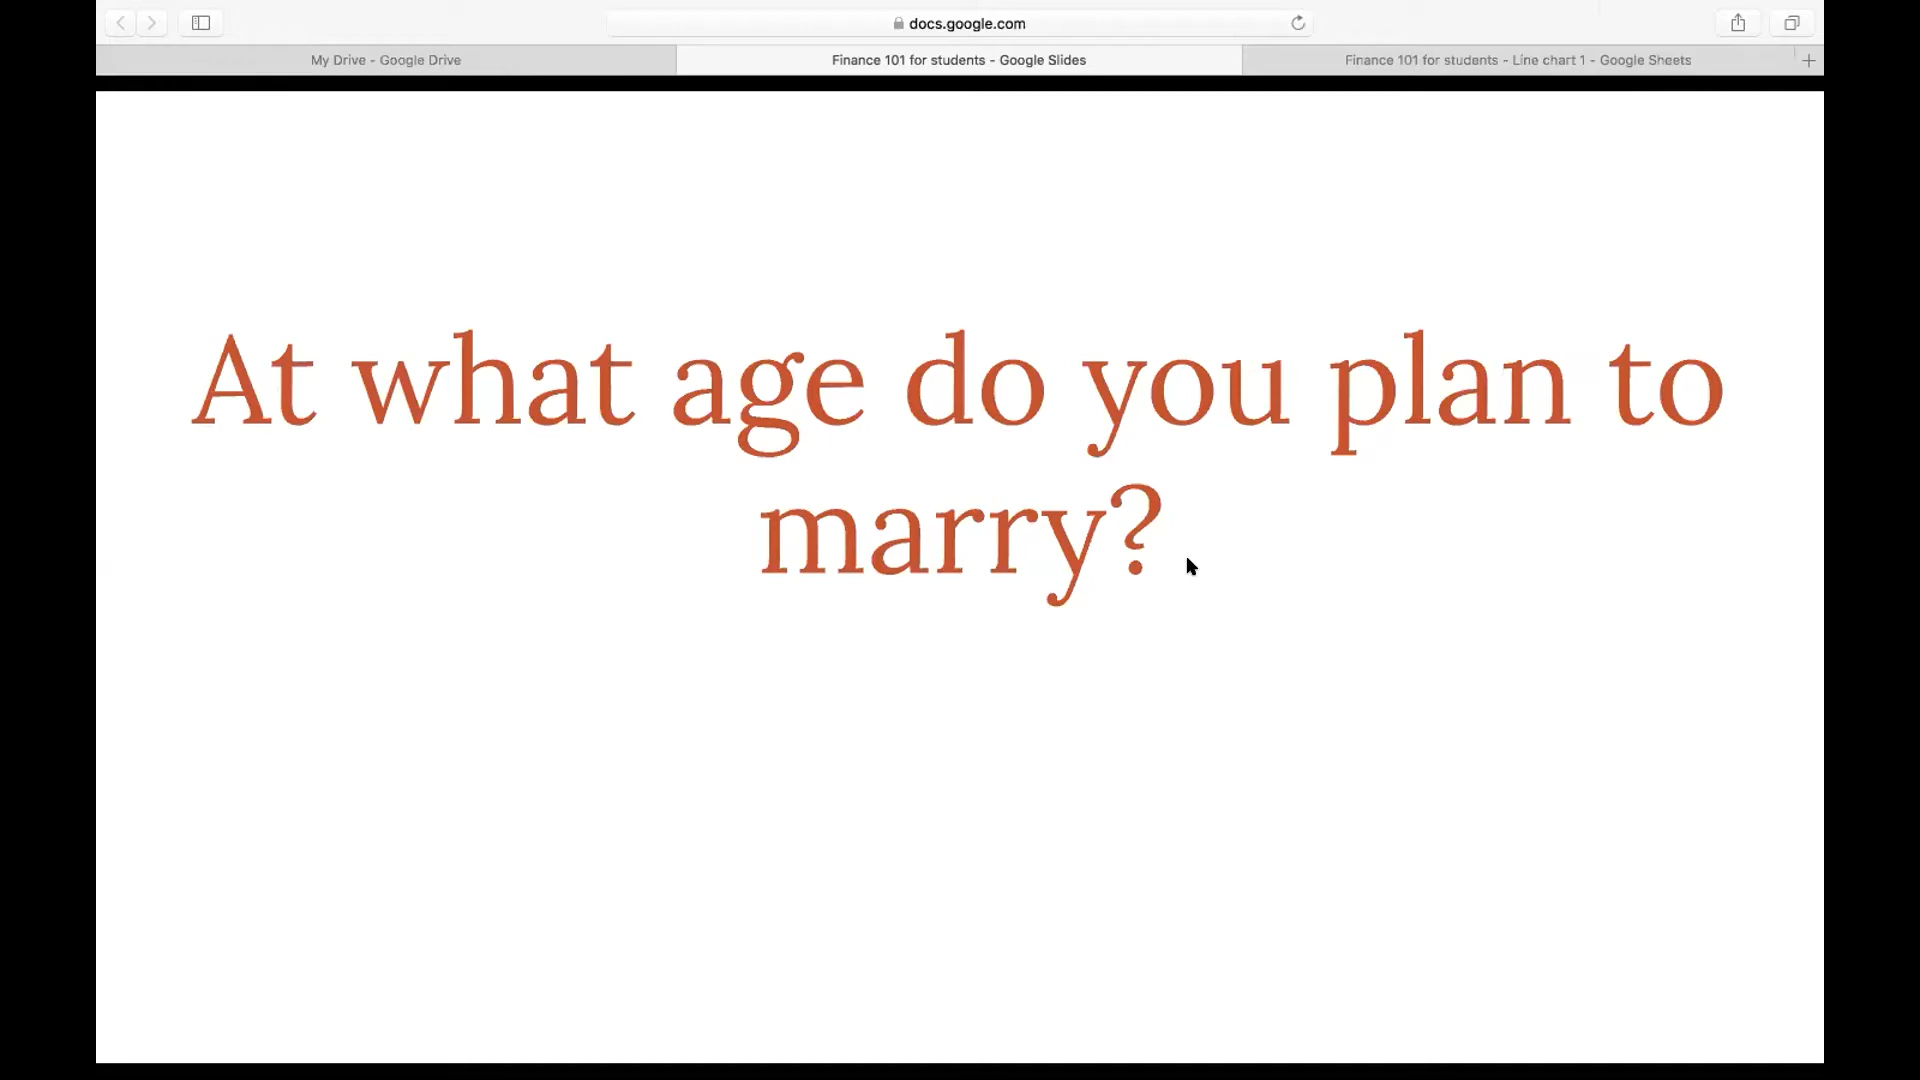 docs.google.com
My Drive - Google Drive
Finance 101 for students - Google Slides
Finance 101 for students - Line chart 1 - Google Sheets
At what age do you plan to
marry?